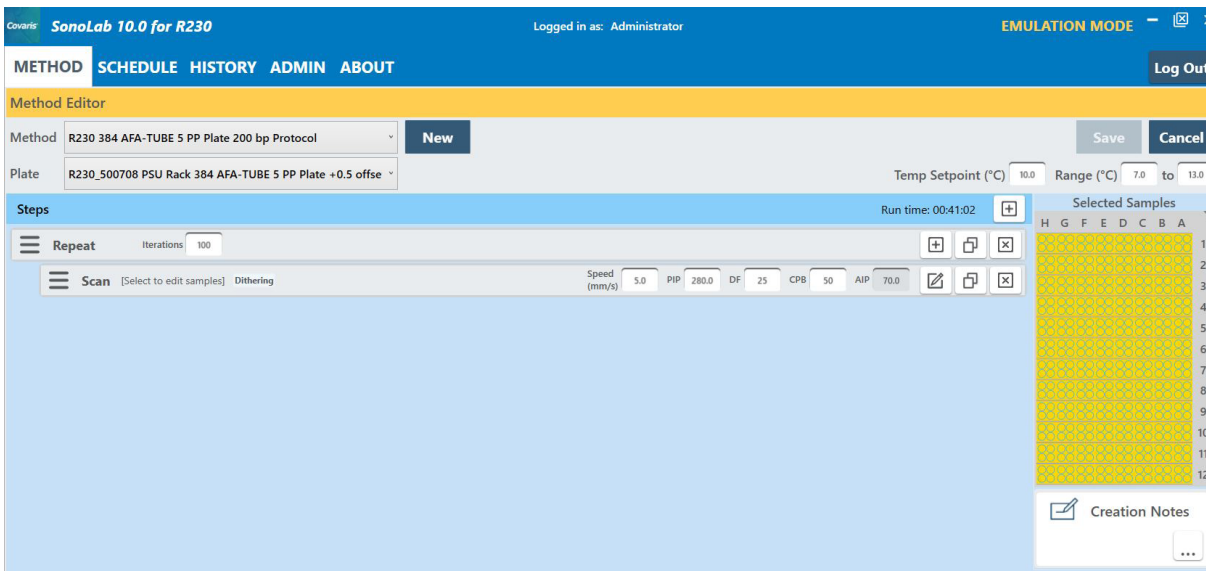 Covaris SonoLab 10.0 for R230 Logged in as: Administrator EMULATION MODE
METHOD SCHEDULE HISTORY ADMIN ABOUT Log Out
Method Editor
Method R230 384 AFA-TUBE 5 PP Plate 200 bp Protocol New Save Cancel
Plate R230_500708 PSU Rack 384 AFA-TUBE 5 PP Plate +0.5 offse Temp Setpoint (°C) 10.0 Range (°C) 7.0 to 13.0
Steps Run time: 00:41:02 Selected Samples
H G F E D C B A
Repeat Iterations 100
Scan [Select to edit samples] Dithering Speed (mm/s) 5.0 PIP 280.0 DF 25 CPB 50 AIP 70.0
1
2
3
4
5
6
7
8
9
10
11
12
Creation Notes
...